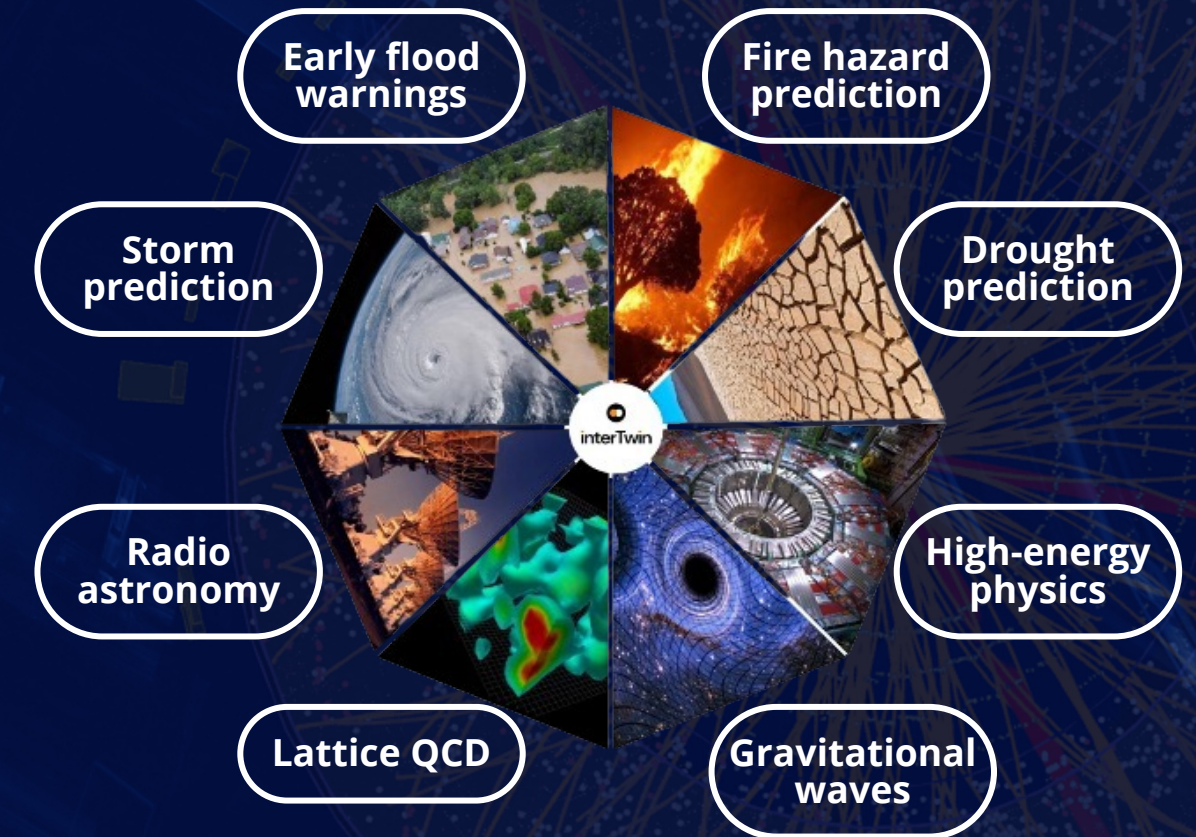 Early flood
warnings
Fire hazard
prediction
Storm
prediction
Drought
prediction
interTwin
Radio
astronomy
High-energy
physics
Lattice QCD
Gravitational
waves